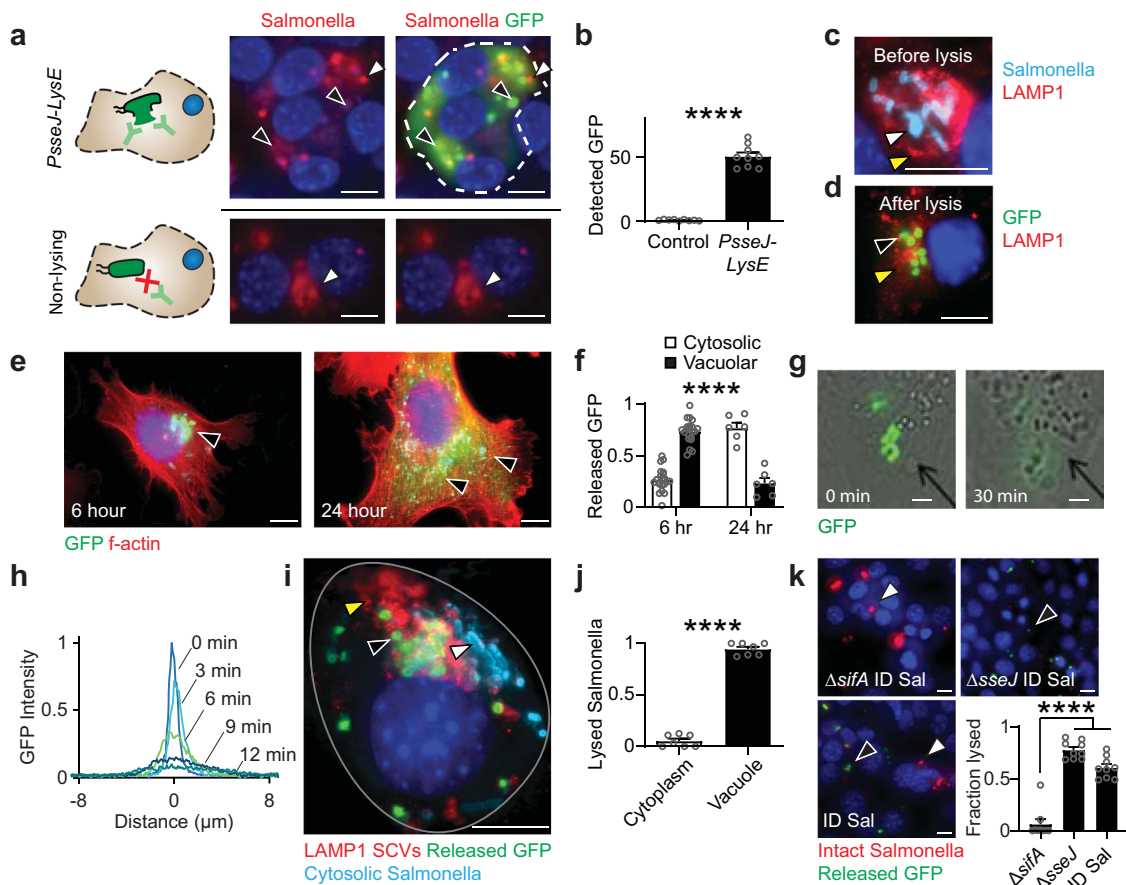 a
Salmonella
Salmonella GFP
PsseJ-LysE
Non-lysing
b
Detected GFP
50
0
****
Control
PsseJ-
LysE
c
Before lysis
Salmonella
LAMP1
d
After lysis
GFP
LAMP1
e
6 hour
24 hour
GFP f-actin
f
Cytosolic
Vacuolar
****
Released GFP
1
0.5
0
6 hr
24 hr
g
0 min
30 min
GFP
h
GFP Intensity
1
0.5
0
0 min
3 min
6 min
9 min
12 min
-8
-4
0
4
8
Distance (µm)
i
LAMP1 SCVs Released GFP
Cytosolic Salmonella
j
****
Lysed Salmonella
1
0.5
0
Cytoplasm
Vacuole
k
ΔsifA ID Sal
ΔsseJ ID Sal
ID Sal
Intact Salmonella
Released GFP
****
Fraction lysed
1
0.5
0
ΔsifA
ΔsseJ
ID Sal